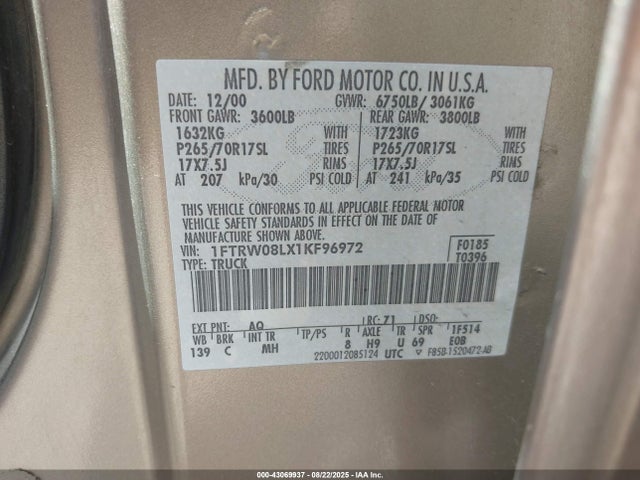 MFD. BY FORD MOTOR CO. IN U.S.A.
DATE: 12/00 GVWR: 6750LB / 3061KG
FRONT GAWR: 3600LB REAR GAWR: 3800LB
1632KG WITH 1723KG WITH
P265/70R17SL TIRES P265/70R17SL TIRES
17X7.5J RIMS 17X7.5J RIMS
AT 207 kPa/30 PSI COLD AT 241 kPa/35 PSI COLD
THIS VEHICLE CONFORMS TO ALL APPLICABLE FEDERAL MOTOR
VEHICLE SAFETY STANDARDS IN EFFECT ON THE DATE OF
MANUFACTURE SHOWN ABOVE.
VIN: 1FTRW08LX1KF96972 F0185
TYPE: TRUCK T0396
EXT PNT: AQ RC: 71 DSO:
WB BRK INT TR TP/PS R AXLE TR SPR 1F514
139 C MH 8 H9 U 69 EOB
2200012085124 UTC F85B-1520472-AB
000-43069937 - 08/22/2025 - IAA Inc.